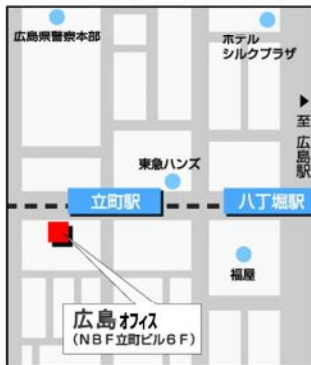 広島県警察本部
ホテル
シルクプラザ
▶至広島駅
東急ハンズ
立町駅
八丁堀駅
福屋
広島オフィス
(NBF立町ビル6F)